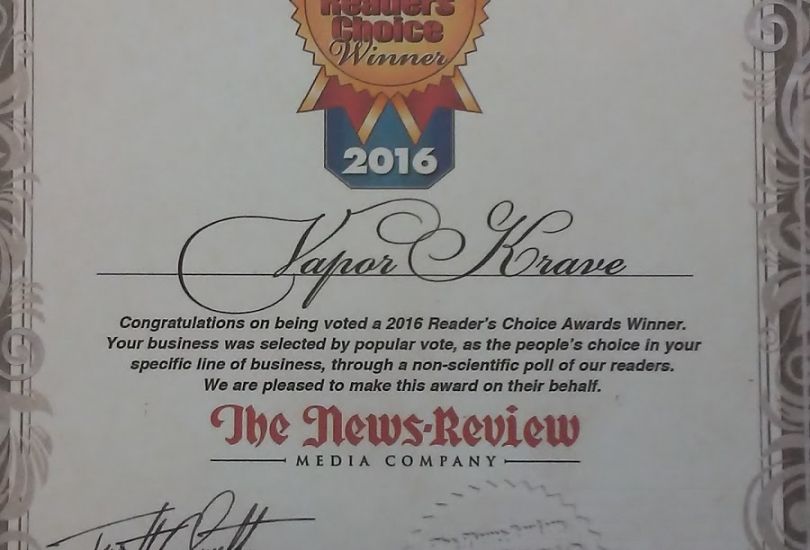 Readers
Choice
Winner
2016
Vapor Krave
Congratulations on being voted a 2016 Reader's Choice Awards Winner.
Your business was selected by popular vote, as the people's choice in your
specific line of business, through a non-scientific poll of our readers.
We are pleased to make this award on their behalf.
The News-Review
MEDIA COMPANY